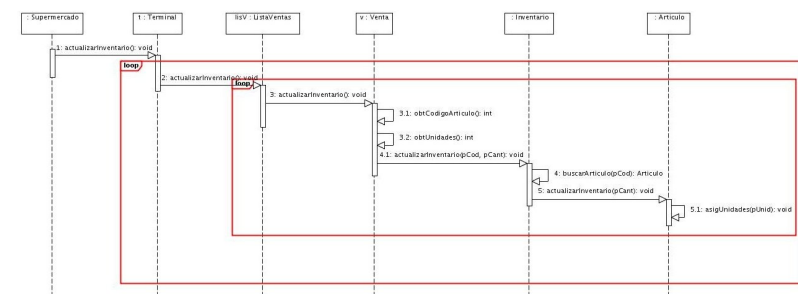 : Supermercado
t : Terminal
lisV : ListaVentas
v : Venta
: Inventario
: Articulo
1: actualizarInventario(): void
loop
2: actualizarInventario(): void
loop
3: actualizarInventario(): void
3.1: obtCodigoArticulo(): int
3.2: obtUnidades(): int
4.1: actualizarInventario(pCod, pCant): void
4: buscarArticulo(pCod): Articulo
5: actualizarInventario(pCant): void
5.1: asigUnidades(pUnid): void